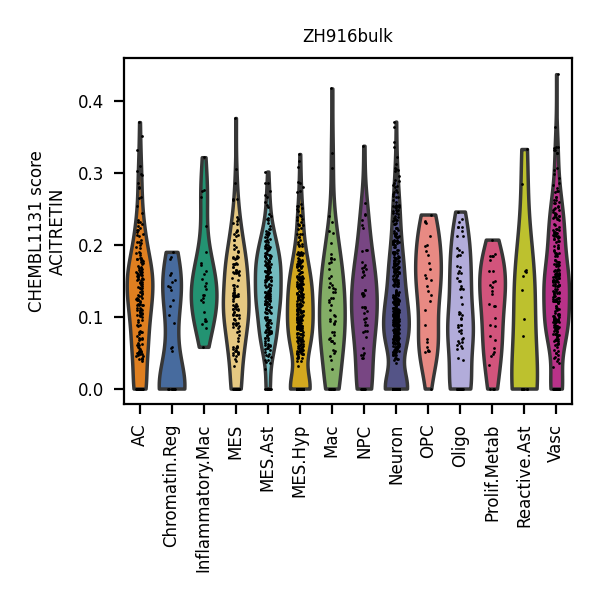 ZH916bulk
CHEMBL1131 score
ACITRETIN
0.4
0.3
0.2
0.1
0.0
AC
Chromatin.Reg
Inflammatory.Mac
MES
MES.Ast
MES.Hyp
Mac
NPC
Neuron
OPC
Oligo
Prolif.Metab
Reactive.Ast
Vasc